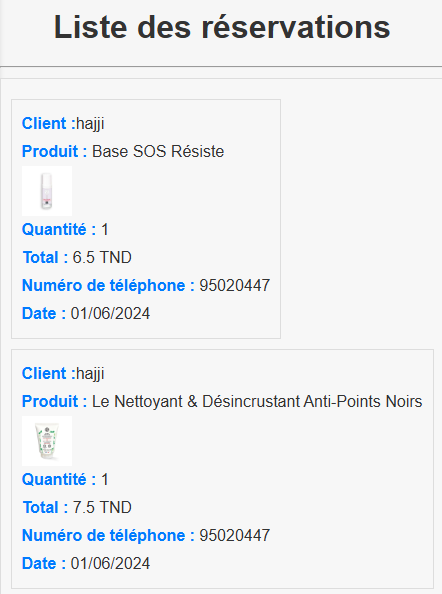 Liste des réservations
Client :hajji
Produit : Base SOS Résiste
Quantité : 1
Total : 6.5 TND
Numéro de téléphone : 95020447
Date : 01/06/2024
Client :hajji
Produit : Le Nettoyant & Désincrustant Anti-Points Noirs
Quantité : 1
Total : 7.5 TND
Numéro de téléphone : 95020447
Date : 01/06/2024